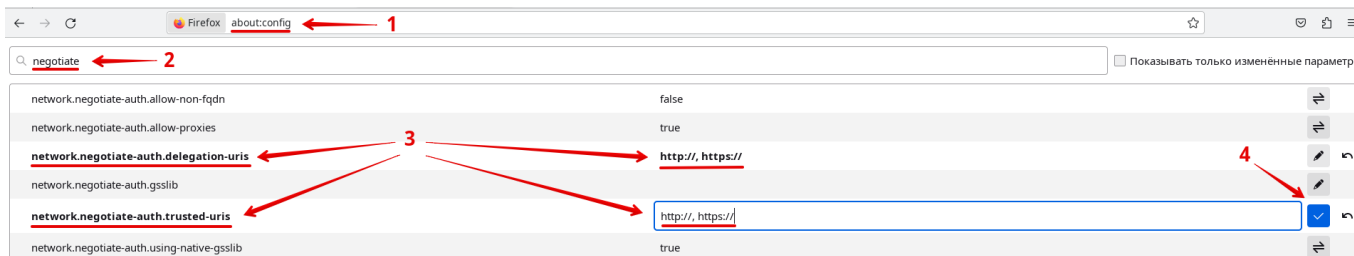 Firefox about:config 1
negotiate 2 Показывать только изменённые параметр
network.negotiate-auth.allow-non-fqdn false
network.negotiate-auth.allow-proxies true
3
network.negotiate-auth.delegation-uris http://, https:// 4
network.negotiate-auth.gsslib
network.negotiate-auth.trusted-uris http://, https://
network.negotiate-auth.using-native-gsslib true